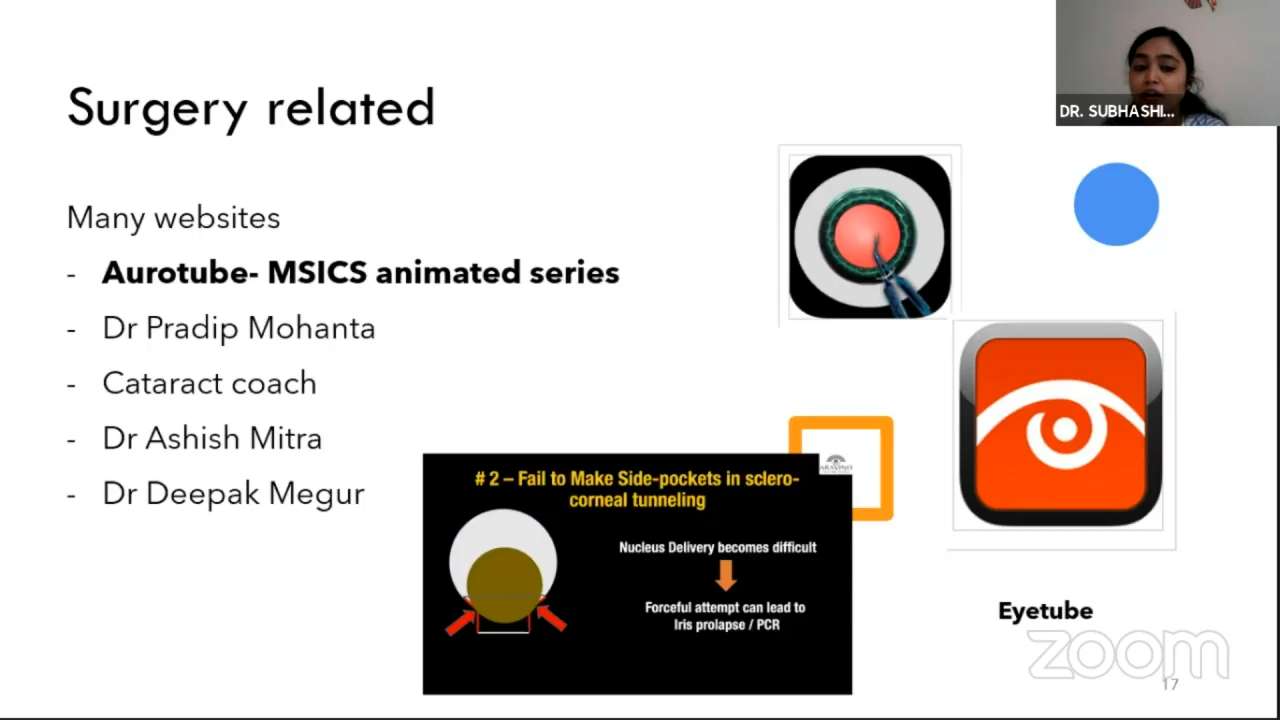 DR. SUBHASHI...
Surgery related
Many websites
- Aurotube- MSICS animated series
- Dr Pradip Mohanta
- Cataract coach
- Dr Ashish Mitra
- Dr Deepak Megur
# 2 – Fail to Make Side-pockets in sclero-
corneal tunneling
ARAVIND
Nucleus Delivery becomes difficult
Forceful attempt can lead to
Iris prolapse / PCR
Eyetube
zoom
17